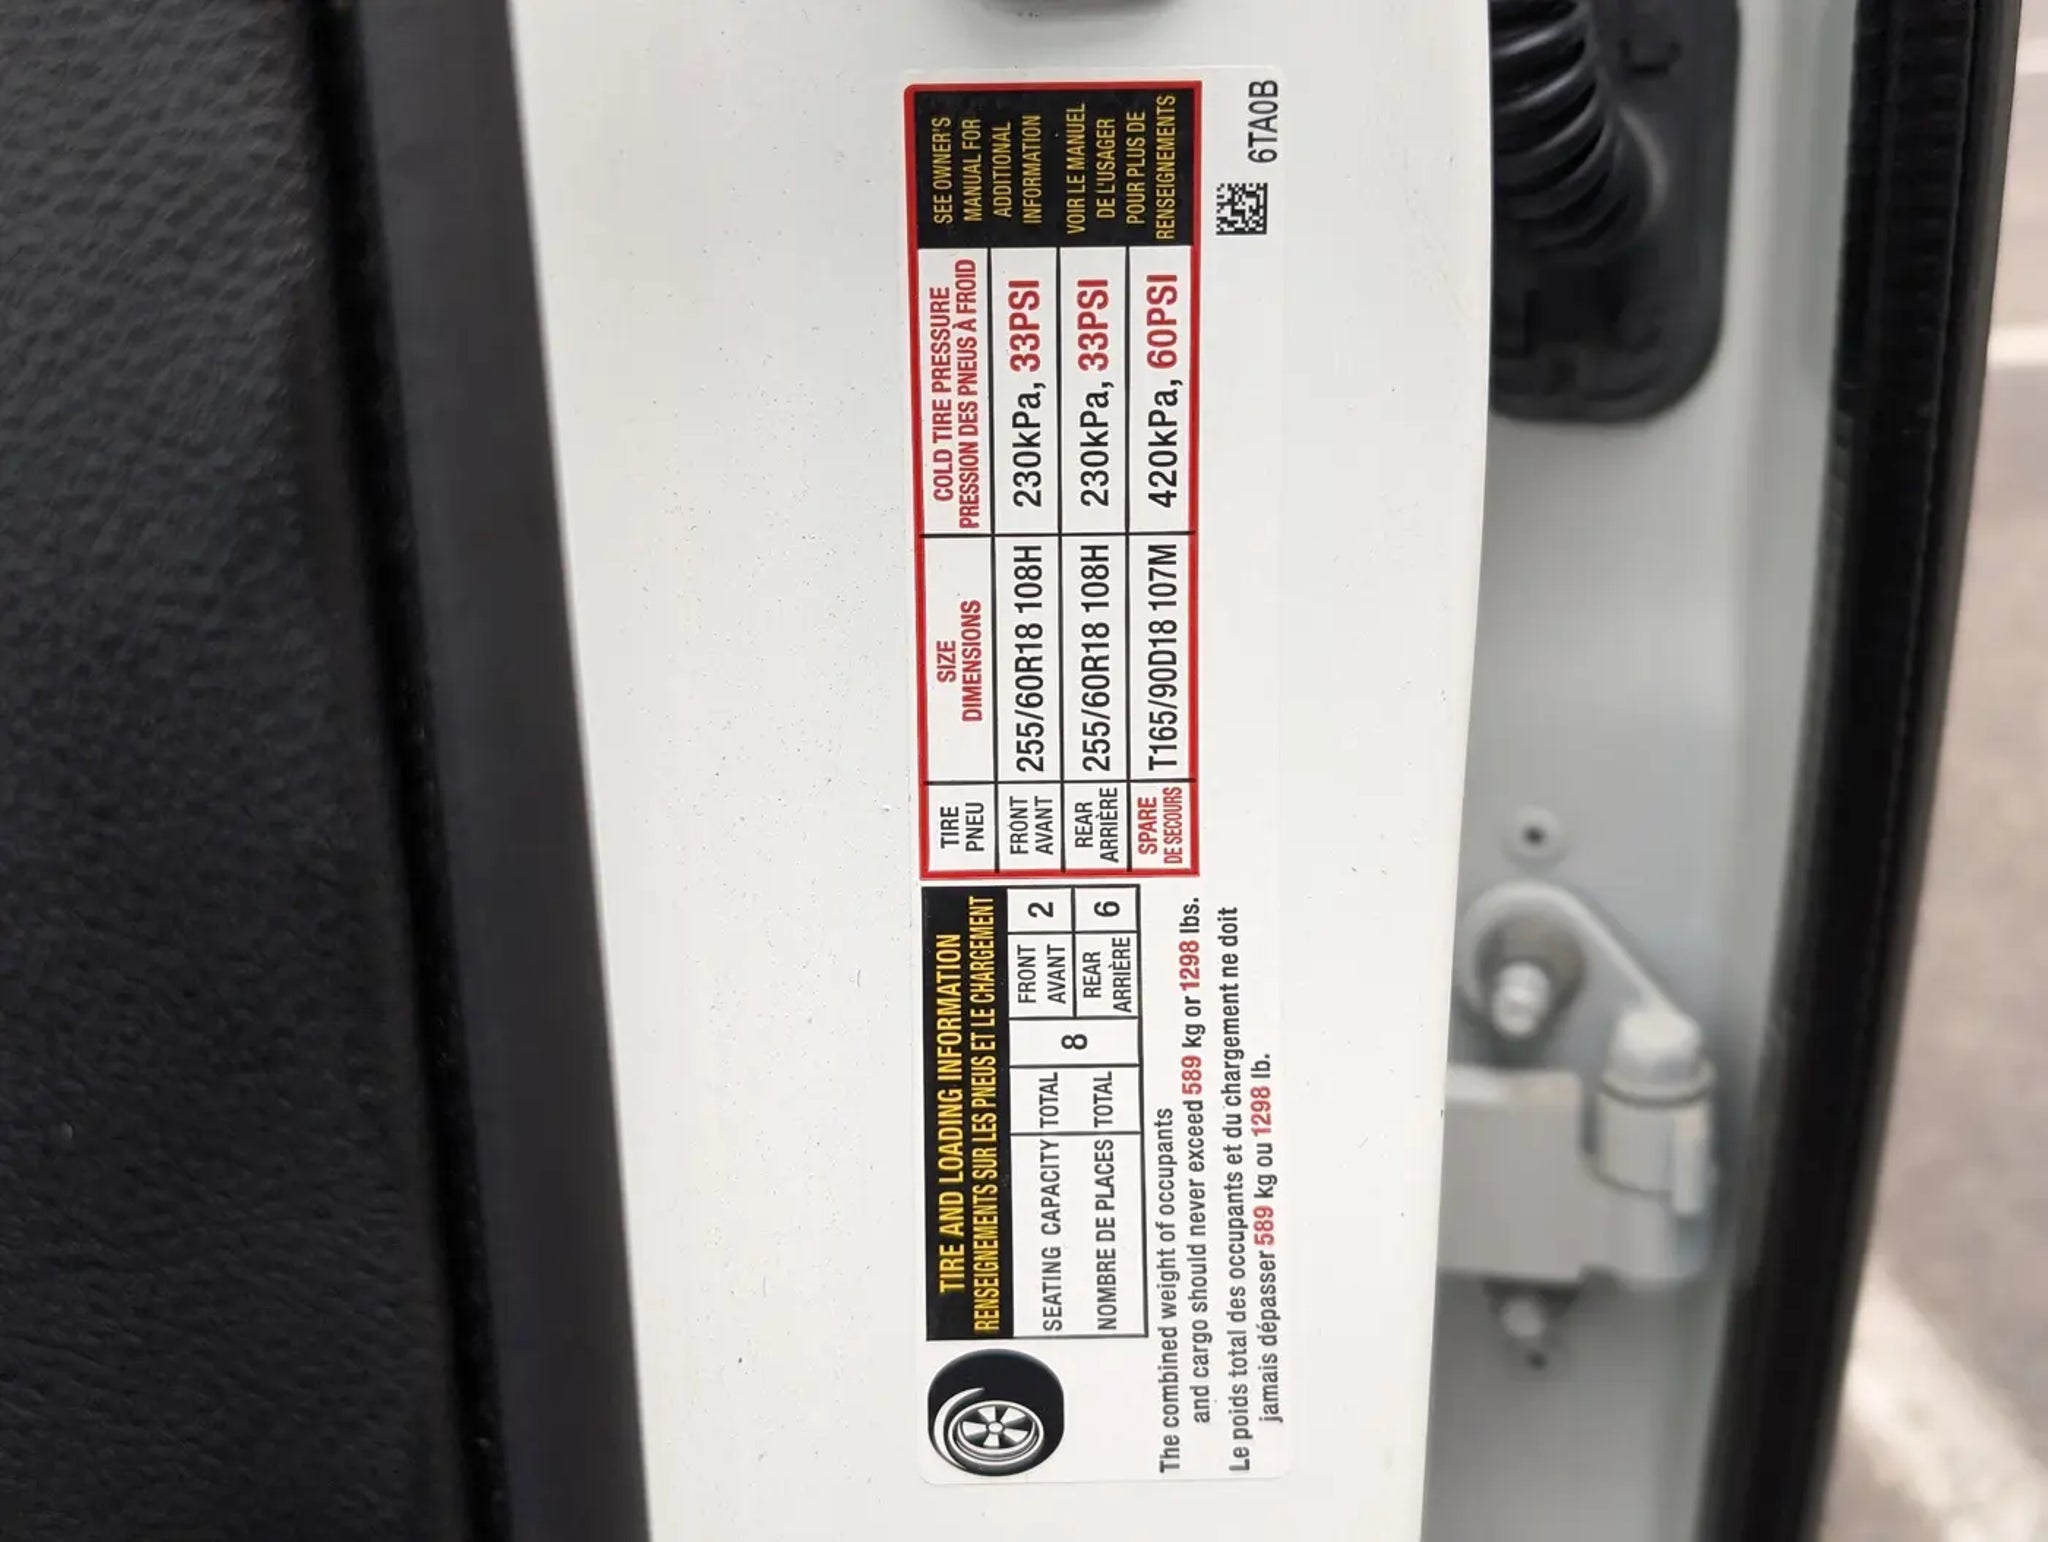 TIRE AND LOADING INFORMATION
RENSEIGNEMENTS SUR LES PNEUS ET LE CHARGEMENT
SEATING CAPACITY
NOMBRE DE PLACES
TOTAL
TOTAL
8
FRONT
AVANT
2
REAR
ARRIÈRE
6
The combined weight of occupants
and cargo should never exceed 589 kg or 1298 lbs.
Le poids total des occupants et du chargement ne doit
jamais dépasser 589 kg ou 1298 lb.
TIRE
PNEU
SIZE
DIMENSIONS
COLD TIRE PRESSURE
PRESSION DES PNEUS À FROID
FRONT
AVANT
255/60R18 108H
230kPa, 33PSI
REAR
ARRIÈRE
255/60R18 108H
230kPa, 33PSI
SPARE
DE SECOURS
T165/90D18 107M
420kPa, 60PSI
SEE OWNER'S
MANUAL FOR
ADDITIONAL
INFORMATION
VOIR LE MANUEL
DE L'USAGER
POUR PLUS DE
RENSEIGNEMENTS
6TA0B